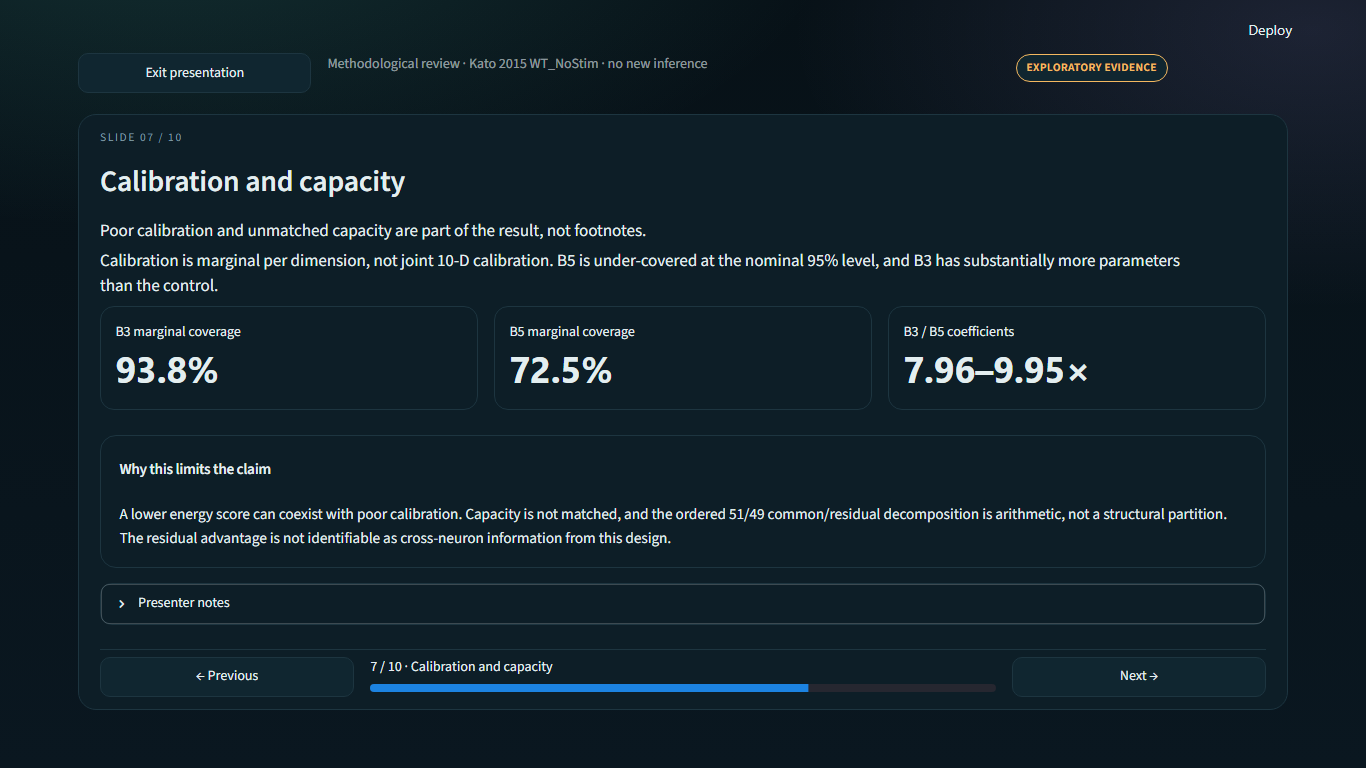 Deploy
Exit presentation
Methodological review · Kato 2015 WT_NoStim · no new inference
EXPLORATORY EVIDENCE
SLIDE 07 / 10
Calibration and capacity
Poor calibration and unmatched capacity are part of the result, not footnotes.
Calibration is marginal per dimension, not joint 10-D calibration. B5 is under-covered at the nominal 95% level, and B3 has substantially more parameters
than the control.
B3 marginal coverage
93.8%
B5 marginal coverage
72.5%
B3 / B5 coefficients
7.96–9.95×
Why this limits the claim
A lower energy score can coexist with poor calibration. Capacity is not matched, and the ordered 51/49 common/residual decomposition is arithmetic, not a structural partition.
The residual advantage is not identifiable as cross-neuron information from this design.
Presenter notes
← Previous
7 / 10 · Calibration and capacity
Next →